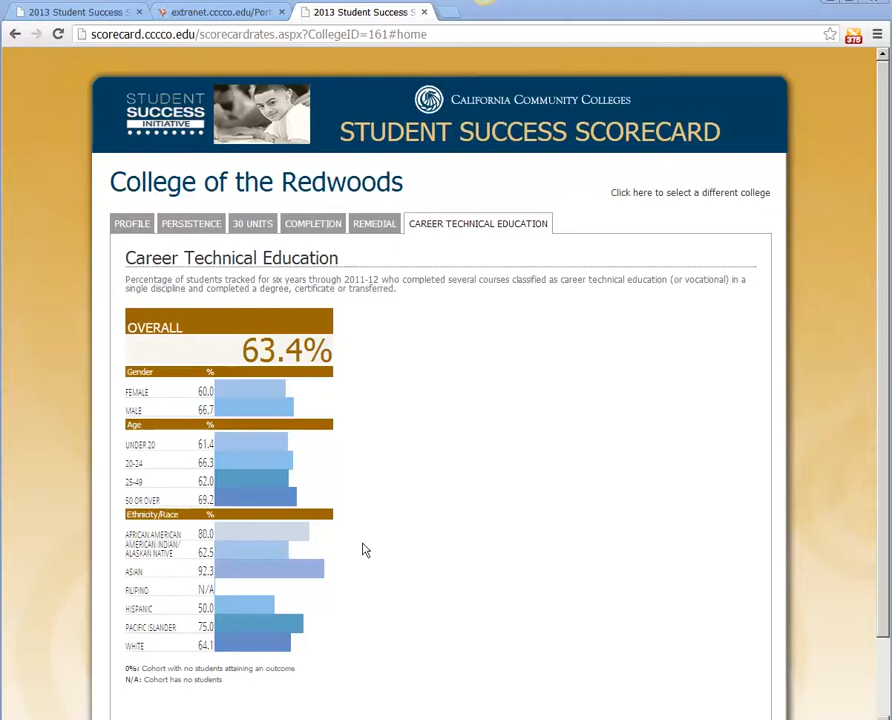 2013 Student Success S × extranet.cccco.edu/Port × 2013 Student Success S ×
scorecard.cccco.edu/scorecardrates.aspx?CollegeID=161#home
375
STUDENT
SUCCESS
INITIATIVE
CALIFORNIA COMMUNITY COLLEGES
STUDENT SUCCESS SCORECARD
College of the Redwoods
Click here to select a different college
PROFILE PERSISTENCE 30 UNITS COMPLETION REMEDIAL CAREER TECHNICAL EDUCATION
Career Technical Education
Percentage of students tracked for six years through 2011-12 who completed several courses classified as career technical education (or vocational) in a
single discipline and completed a degree, certificate or transferred.
OVERALL
63.4%
Gender %
FEMALE 60.0
MALE 66.7
Age %
UNDER 20 61.4
20-24 66.3
25-49 62.0
50 OR OVER 69.2
Ethnicity/Race %
AFRICAN AMERICAN 80.0
AMERICAN INDIAN/
ALASKAN NATIVE 62.5
ASIAN 92.3
FILIPINO N/A
HISPANIC 50.0
PACIFIC ISLANDER 75.0
WHITE 64.1
0%: Cohort with no students attaining an outcome
N/A: Cohort has no students